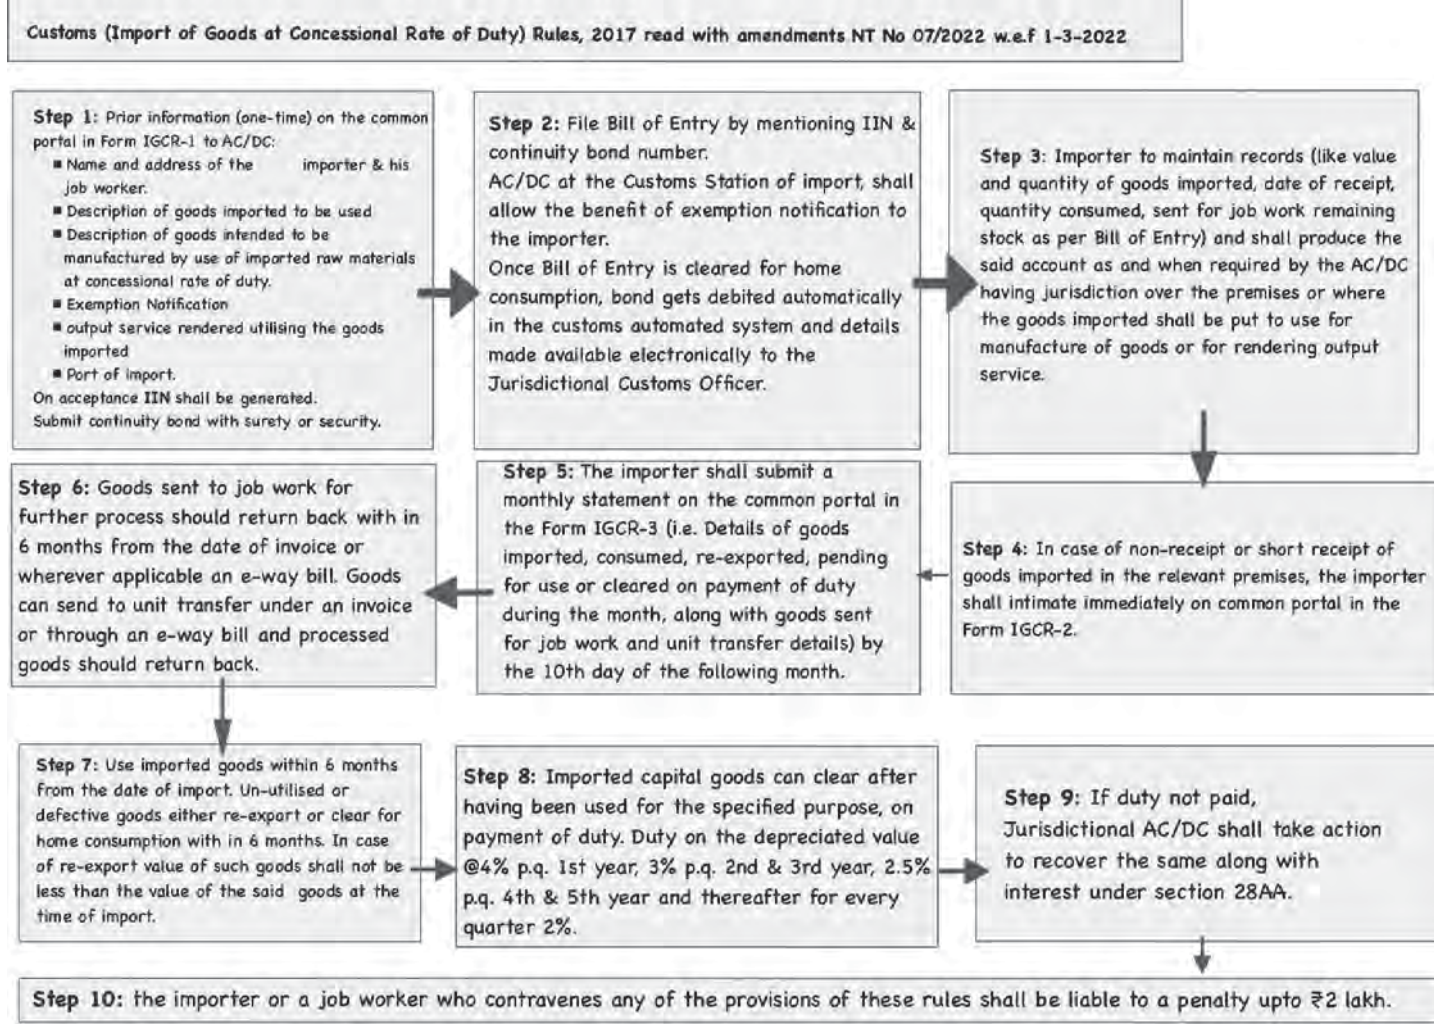 Customs (Import of Goods at Concessional Rate of Duty) Rules, 2017 read with amendments NT No 07/2022 w.e.f 1-3-2022
Step 1: Prior information (one-time) on the common
portal in Form IGCR-1 to AC/DC:
■ Name and address of the importer & his
job worker.
■ Description of goods imported to be used
■ Description of goods intended to be
manufactured by use of imported raw materials
at concessional rate of duty.
■ Exemption Notification
■ output service rendered utilising the goods
imported
■ Port of import.
On acceptance IIN shall be generated.
Submit continuity bond with surety or security.
Step 2: File Bill of Entry by mentioning IIN &
continuity bond number.
AC/DC at the Customs Station of import, shall
allow the benefit of exemption notification to
the importer.
Once Bill of Entry is cleared for home
consumption, bond gets debited automatically
in the customs automated system and details
made available electronically to the
Jurisdictional Customs Officer.
Step 3: Importer to maintain records (like value
and quantity of goods imported, date of receipt,
quantity consumed, sent for job work remaining
stock as per Bill of Entry) and shall produce the
said account as and when required by the AC/DC
having jurisdiction over the premises or where
the goods imported shall be put to use for
manufacture of goods or for rendering output
service.
Step 4: In case of non-receipt or short receipt of
goods imported in the relevant premises, the importer
shall intimate immediately on common portal in the
Form IGCR-2.
Step 5: The importer shall submit a
monthly statement on the common portal in
the Form IGCR-3 (i.e. Details of goods
imported, consumed, re-exported, pending
for use or cleared on payment of duty
during the month, along with goods sent
for job work and unit transfer details) by
the 10th day of the following month.
Step 6: Goods sent to job work for
further process should return back with in
6 months from the date of invoice or
wherever applicable an e-way bill. Goods
can send to unit transfer under an invoice
or through an e-way bill and processed
goods should return back.
Step 7: Use imported goods within 6 months
from the date of import. Un-utilised or
defective goods either re-export or clear for
home consumption with in 6 months. In case
of re-export value of such goods shall not be
less than the value of the said goods at the
time of import.
Step 8: Imported capital goods can clear after
having been used for the specified purpose, on
payment of duty. Duty on the depreciated value
@4% p.q. 1st year, 3% p.q. 2nd & 3rd year, 2.5%
p.q. 4th & 5th year and thereafter for every
quarter 2%.
Step 9: If duty not paid,
Jurisdictional AC/DC shall take action
to recover the same along with
interest under section 28AA.
Step 10: the importer or a job worker who contravenes any of the provisions of these rules shall be liable to a penalty upto ₹2 lakh.